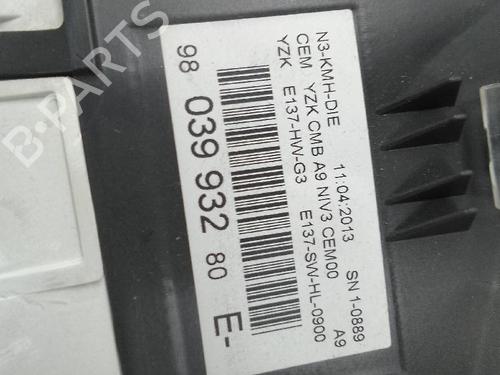 N3-KMH-DIE 11:04:2013 SN 1-0889
CEM YZK CMB A9 NIV3 CEM00 A9
YZK E137-HW-G3 E137-SW-HL-0900
98 039 932 80 E-
B-PARTS